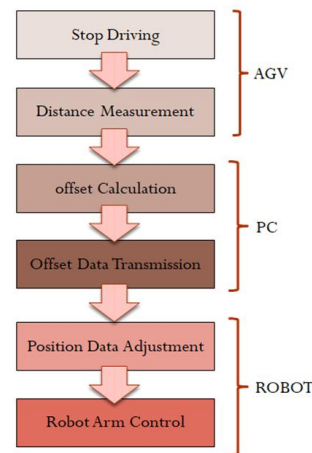 Stop Driving
AGV
Distance Measurement
offset Calculation
PC
Offset Data Transmission
Position Data Adjustment
ROBOT
Robot Arm Control